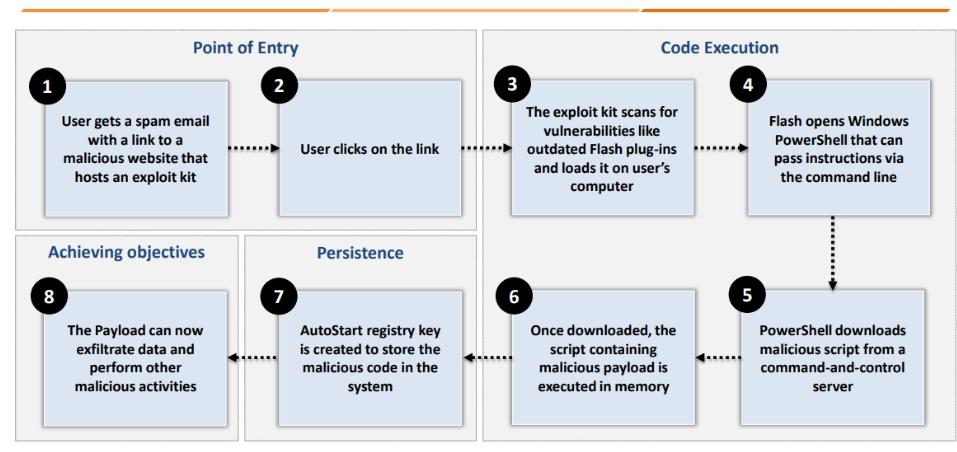 Point of Entry
1
User gets a spam email
with a link to a
malicious website that
hosts an exploit kit
2
User clicks on the link
Code Execution
3
The exploit kit scans for
vulnerabilities like
outdated Flash plug-ins
and loads it on user's
computer
4
Flash opens Windows
PowerShell that can
pass instructions via
the command line
5
PowerShell downloads
malicious script from a
command-and-control
server
6
Once downloaded, the
script containing
malicious payload is
executed in memory
Persistence
7
AutoStart registry key
is created to store the
malicious code in the
system
Achieving objectives
8
The Payload can now
exfiltrate data and
perform other
malicious activities